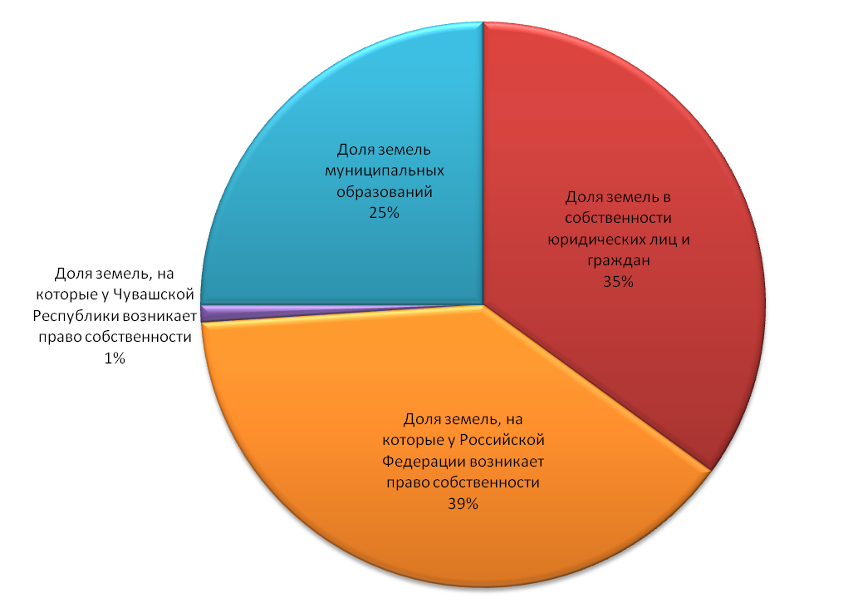 Доля земель
муниципальных
образований
25%
Доля земель в
собственности
юридических лиц и
граждан
35%
Доля земель, на
которые у Чувашской
Республики возникает
право собственности
1%
Доля земель, на
которые у Российской
Федерации возникает
право собственности
39%